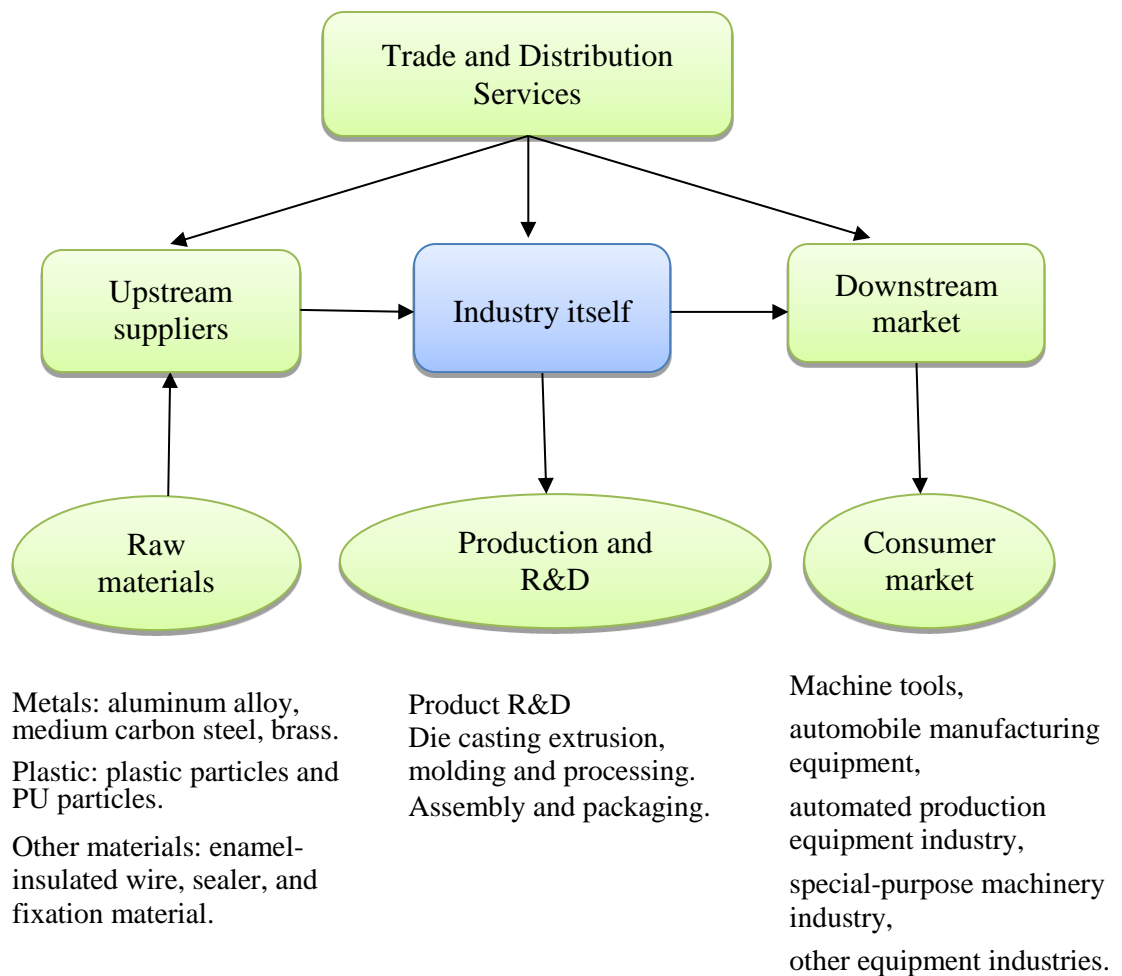 Trade and Distribution
Services
Upstream
suppliers
Industry itself
Downstream
market
Raw
materials
Production and
R&D
Consumer
market
Metals: aluminum alloy,
medium carbon steel, brass.
Plastic: plastic particles and
PU particles.
Other materials: enamel-
insulated wire, sealer, and
fixation material.
Product R&D
Die casting extrusion,
molding and processing.
Assembly and packaging.
Machine tools,
automobile manufacturing
equipment,
automated production
equipment industry,
special-purpose machinery
industry,
other equipment industries.